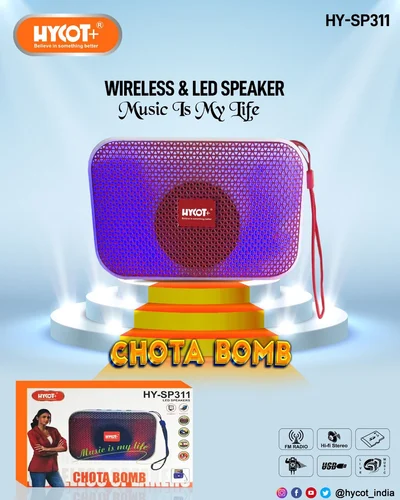 HYCOT+®
Believe in something better
HY-SP311
WIRELESS & LED SPEAKER
Music Is My Life
HYCOT+
CHOTA BOMB
HYCOT+
HY-SP311
LED SPEAKERS
HYCOT+
Music is my life
CHOTA BOMB
FM RADIO
Hi-fi Stereo
USB
@hycot_india